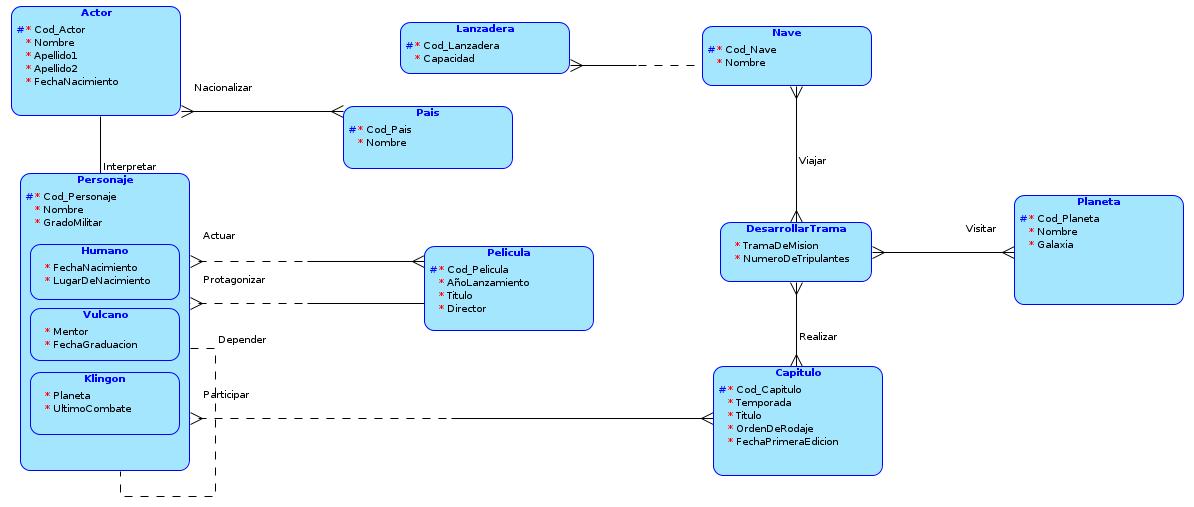 Actor
#* Cod_Actor
* Nombre
* Apellido1
* Apellido2
* FechaNacimiento
Lanzadera
#* Cod_Lanzadera
* Capacidad
Nave
#* Cod_Nave
* Nombre
Nacionalizar
Pais
#* Cod_Pais
* Nombre
Interpretar
Viajar
Personaje
#* Cod_Personaje
* Nombre
* GradoMilitar
Humano
* FechaNacimiento
* LugarDeNacimiento
Vulcano
* Mentor
* FechaGraduacion
Klingon
* Planeta
* UltimoCombate
Actuar
Protagonizar
Depender
Participar
Pelicula
#* Cod_Pelicula
* AñoLanzamiento
* Titulo
* Director
DesarrollarTrama
* TramaDeMision
* NumeroDeTripulantes
Visitar
Planeta
#* Cod_Planeta
* Nombre
* Galaxia
Realizar
Capitulo
#* Cod_Capitulo
* Temporada
* Titulo
* OrdenDeRodaje
* FechaPrimeraEdicion